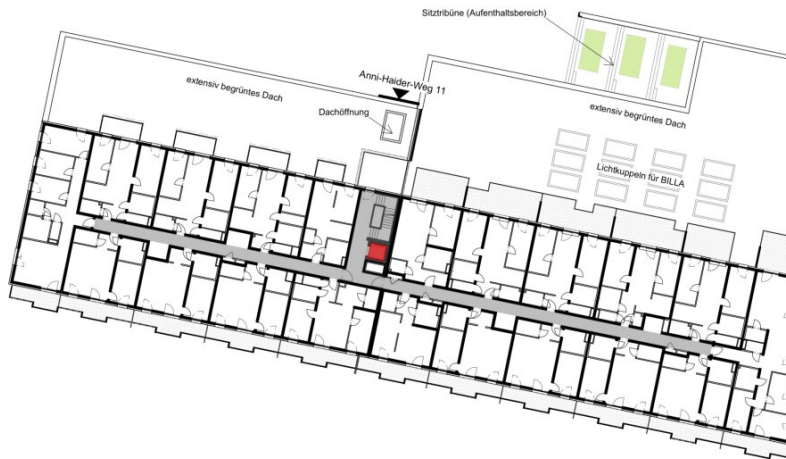 Sitztribüne (Aufenthaltsbereich)
Anni-Haider-Weg 11
extensiv begrüntes Dach
Dachöffnung
extensiv begrüntes Dach
Lichtkuppeln für BILLA